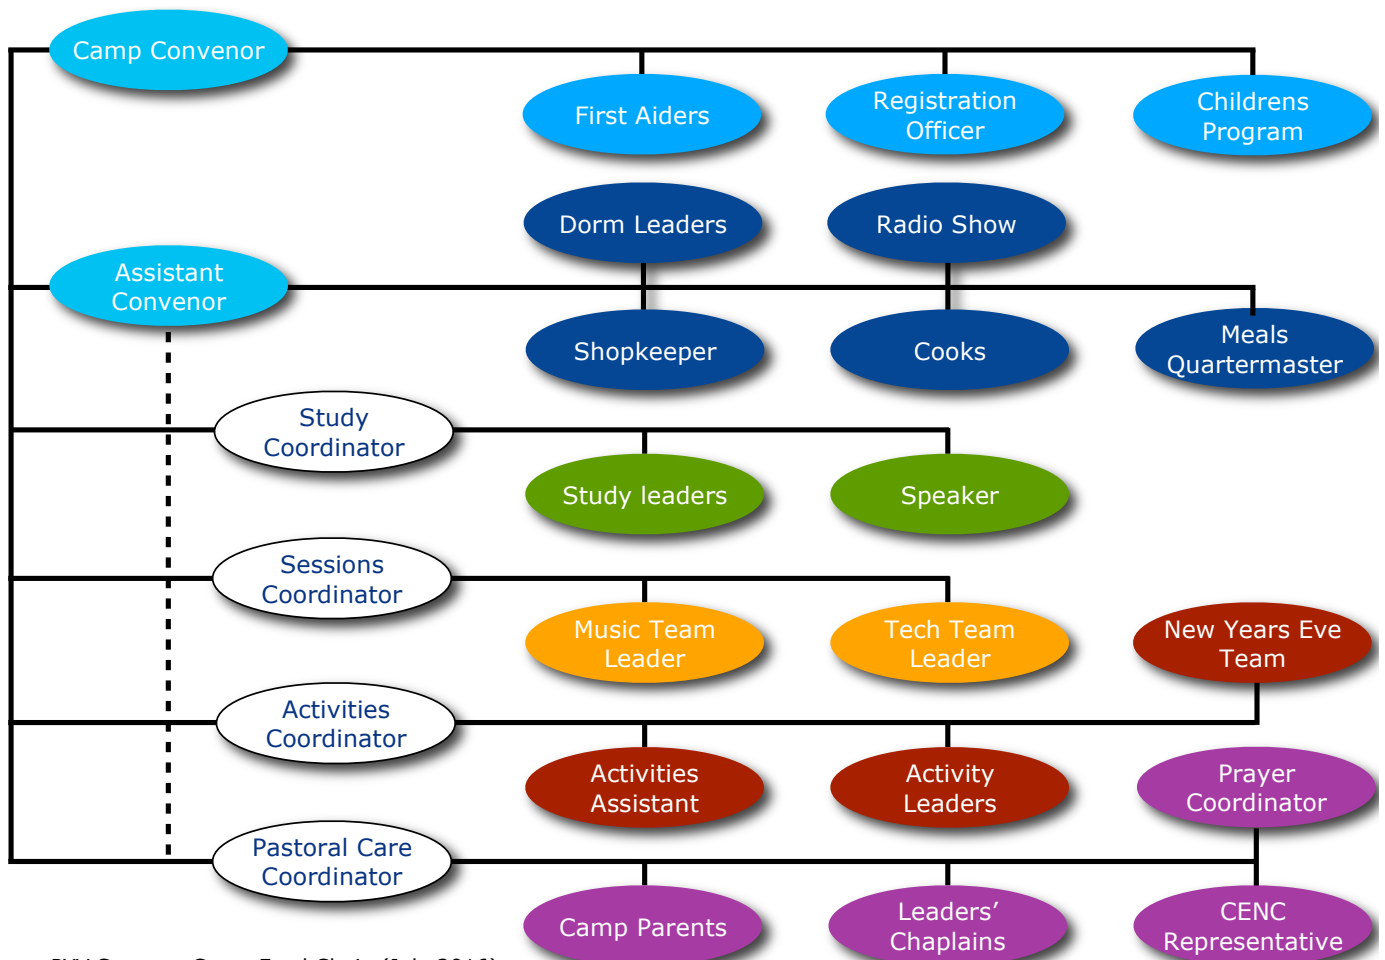 Camp Convenor
First Aiders
Registration
Officer
Childrens
Program
Dorm Leaders
Radio Show
Assistant
Convenor
Shopkeeper
Cooks
Meals
Quartermaster
Study
Coordinator
Study leaders
Speaker
Sessions
Coordinator
Music Team
Leader
Tech Team
Leader
New Years Eve
Team
Activities
Coordinator
Activities
Assistant
Activity
Leaders
Prayer
Coordinator
Pastoral Care
Coordinator
Camp Parents
Leaders’
Chaplains
CENC
Representative